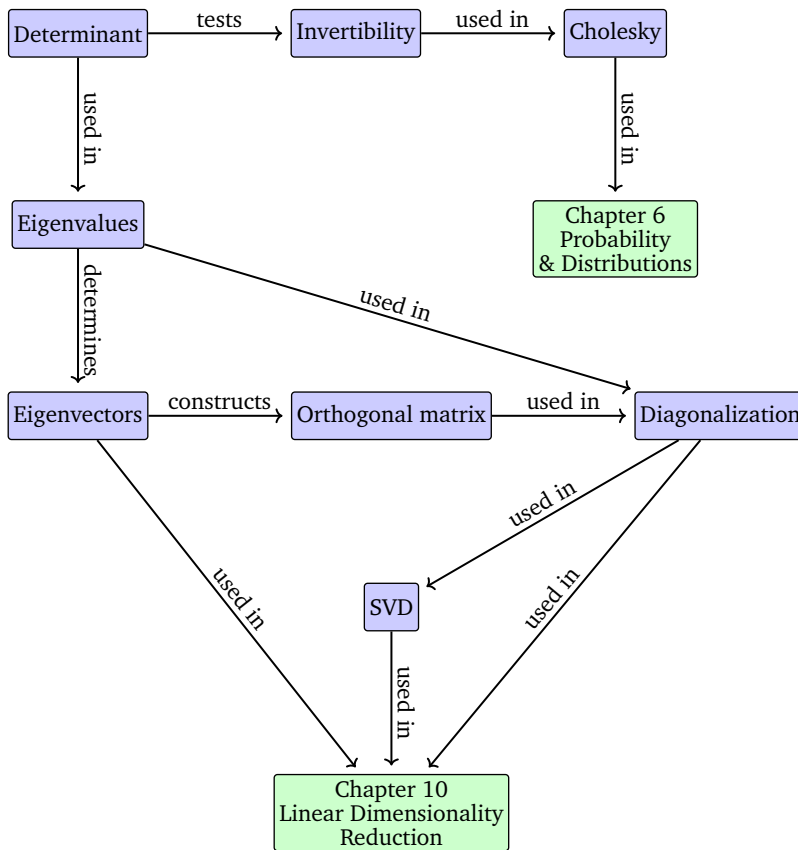 Determinant
tests
Invertibility
used in
Cholesky
used in
used in
Eigenvalues
Chapter 6
Probability
& Distributions
determines
used in
Eigenvectors
constructs
Orthogonal matrix
used in
Diagonalization
used in
used in
used in
SVD
used in
Chapter 10
Linear Dimensionality
Reduction